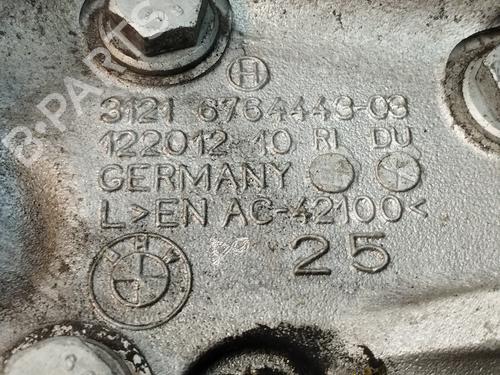 H
3121 6764443-03
122012 10 RI DU
GERMANY
L>EN AC-42100<
BMW
25
B-PARTS